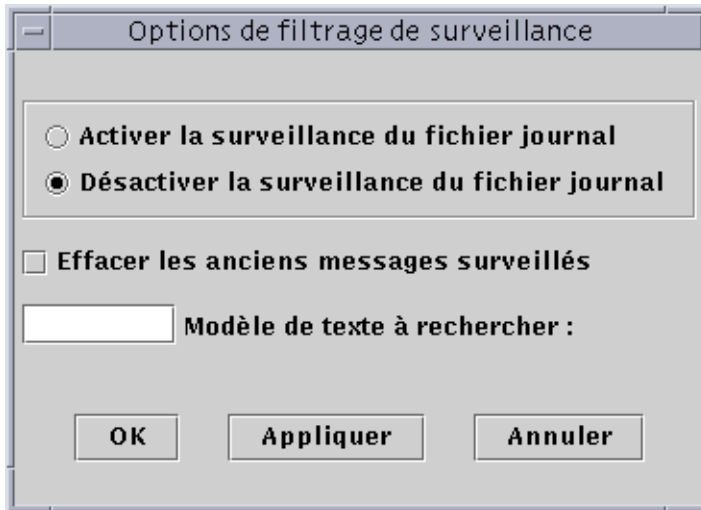 Options de filtrage de surveillance
Activer la surveillance du fichier journal
Désactiver la surveillance du fichier journal
Effacer les anciens messages surveillés
Modèle de texte à rechercher :
OK Appliquer Annuler